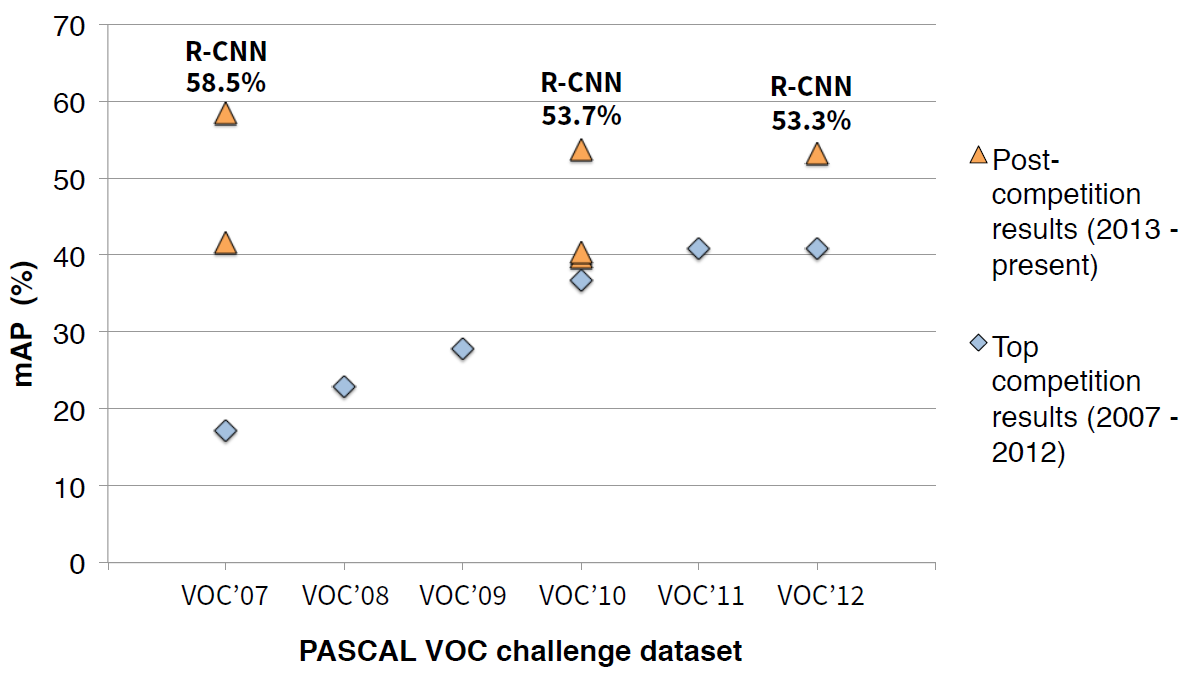 70
60
50
40
30
20
10
0
mAP (%)
R-CNN
58.5%
R-CNN
53.7%
R-CNN
53.3%
VOC’07
VOC’08
VOC’09
VOC’10
VOC’11
VOC’12
PASCAL VOC challenge dataset
Post-
competition
results (2013 -
present)
Top
competition
results (2007 -
2012)